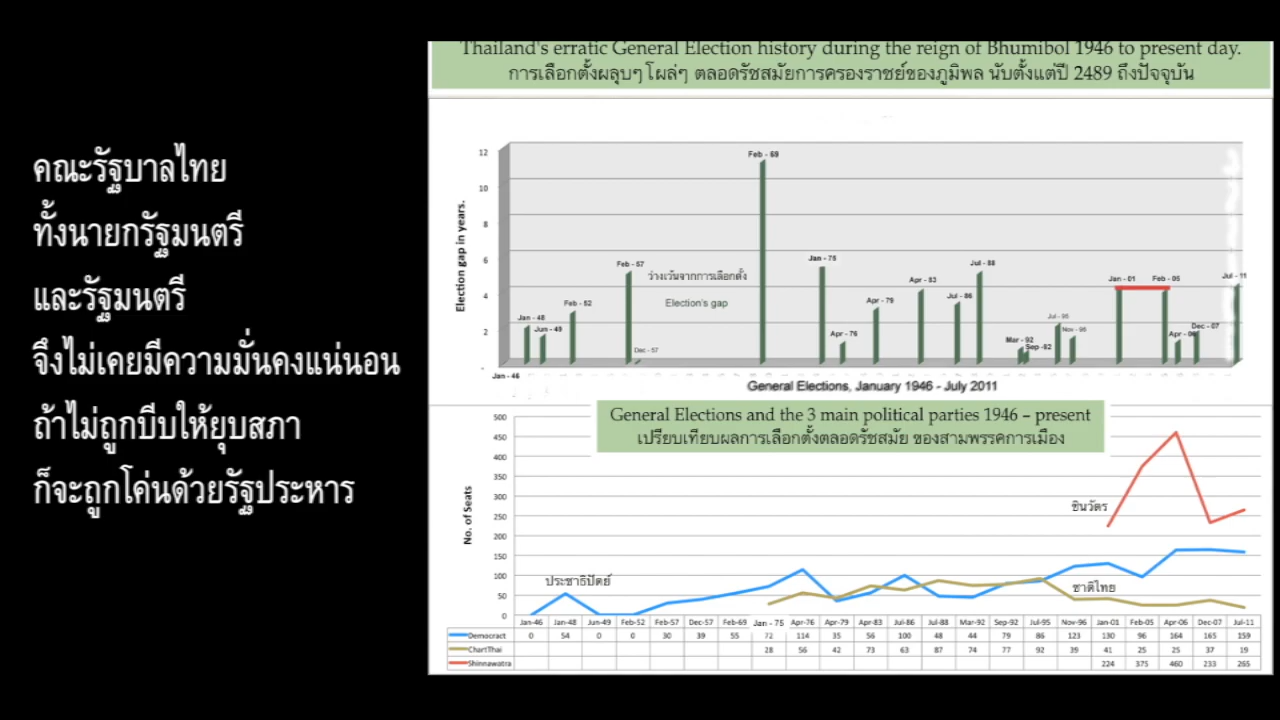 คณะรัฐบาลไทย
ทั้งนายกรัฐมนตรี
และรัฐมนตรี
จึงไม่เคยมีความมั่นคงแน่นอน
ถ้าไม่ถูกบีบให้ยุบสภา
ก็จะถูกโค่นด้วยรัฐประหาร
Thailand's erratic General Election history during the reign of Bhumibol 1946 to present day.
การเลือกตั้งผลุบๆ โผล่ๆ ตลอดรัชสมัยการครองราชย์ของภูมิพล นับตั้งแต่ปี 2489 ถึงปัจจุบัน
Election gap in years.
12
10
8
6
4
2
-
Jan - 46
Jan - 48
Jun - 49
Feb - 52
Feb - 57
Dec - 57
Feb - 69
Jan - 75
Apr - 76
Apr - 79
Apr - 83
Jul - 86
Jul - 88
Mar - 92
Sep -92
Jul - 95
Nov - 96
Jan - 01
Feb - 05
Dec - 07
Jul - 11
ว่างเว้นจากการเลือกตั้ง
Election's gap
General Elections, January 1946 - July 2011
General Elections and the 3 main political parties 1946 – present
เปรียบเทียบผลการเลือกตั้งตลอดรัชสมัย ของสามพรรคการเมือง
No. of Seats
500
450
400
350
300
250
200
150
100
50
0
ประชาธิปัตย์
ชินวัตร
ชาติไทย
Jan-46 Jan-48 Jun-49 Feb-52 Feb-57 Dec-57 Feb-69 Jan - 75 Apr-76 Apr-79 Apr-83 Jul-86 Jul-88 Mar-92 Sep-92 Jul-95 Nov-96 Jan-01 Feb-05 Apr-06 Dec-07 Jul-11
Democract 0 54 0 0 30 39 55 72 114 35 56 100 48 44 79 86 123 130 96 164 165 159
ChartThai 28 56 42 73 63 87 74 77 92 39 41 25 25 37 19
Shinnawatra 224 375 460 233 265